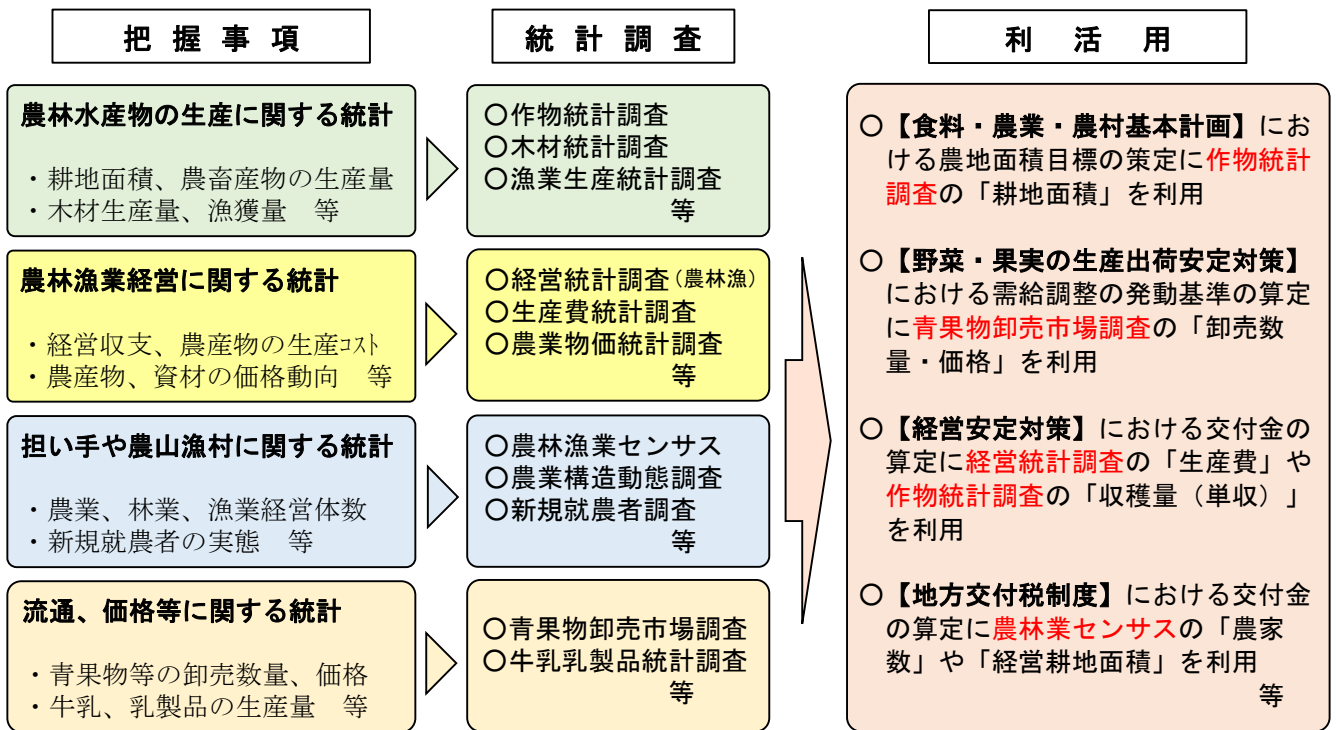 把握事項
統計調査
利活用
農林水産物の生産に関する統計
・耕地面積、農畜産物の生産量
・木材生産量、漁獲量 等
〇作物統計調査
〇木材統計調査
〇漁業生産統計調査
等
農林漁業経営に関する統計
・経営収支、農産物の生産コスト
・農産物、資材の価格動向 等
〇経営統計調査(農林漁)
〇生産費統計調査
〇農業物価統計調査
等
担い手や農山漁村に関する統計
・農業、林業、漁業経営体数
・新規就農者の実態 等
〇農林漁業センサス
〇農業構造動態調査
〇新規就農者調査
等
流通、価格等に関する統計
・青果物等の卸売数量、価格
・牛乳、乳製品の生産量 等
〇青果物卸売市場調査
〇牛乳乳製品統計調査
等
〇【食料・農業・農村基本計画】にお
ける農地面積目標の策定に作物統計
調査の「耕地面積」を利用
〇【野菜・果実の生産出荷安定対策】
における需給調整の発動基準の算定
に青果物卸売市場調査の「卸売数
量・価格」を利用
〇【経営安定対策】における交付金の
算定に経営統計調査の「生産費」や
作物統計調査の「収穫量(単収)」
を利用
〇【地方交付税制度】における交付金
の算定に農林業センサスの「農家
数」や「経営耕地面積」を利用
等